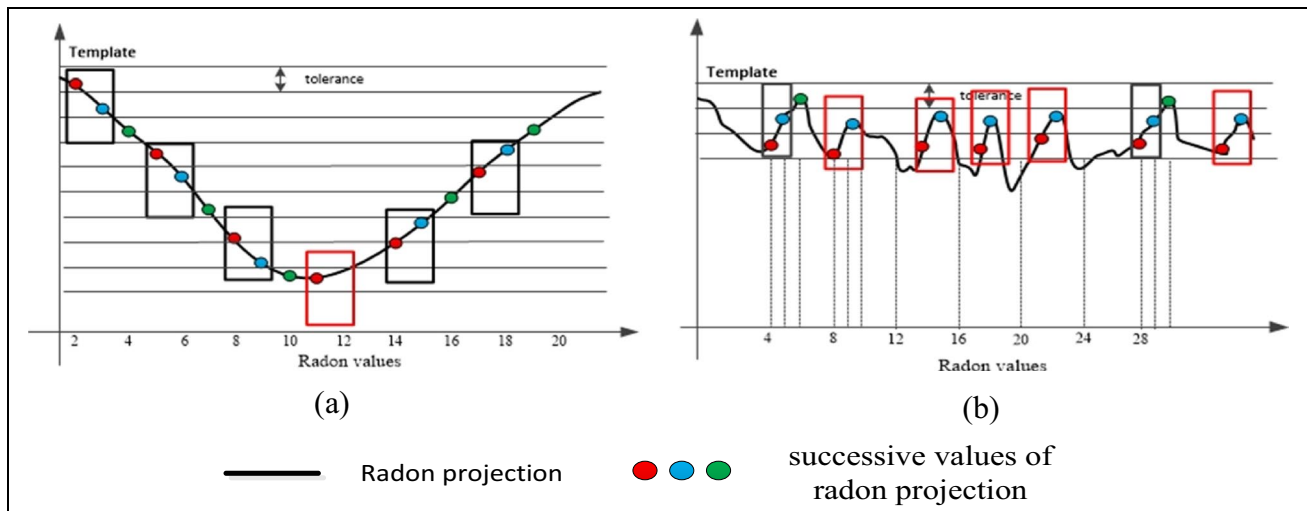 Template
tolerance
2 4 6 8 10 12 14 16 18 20
Radon values
(a)
Template
tolerance
4 8 12 16 20 24 28
Radon values
(b)
Radon projection
successive values of
radon projection